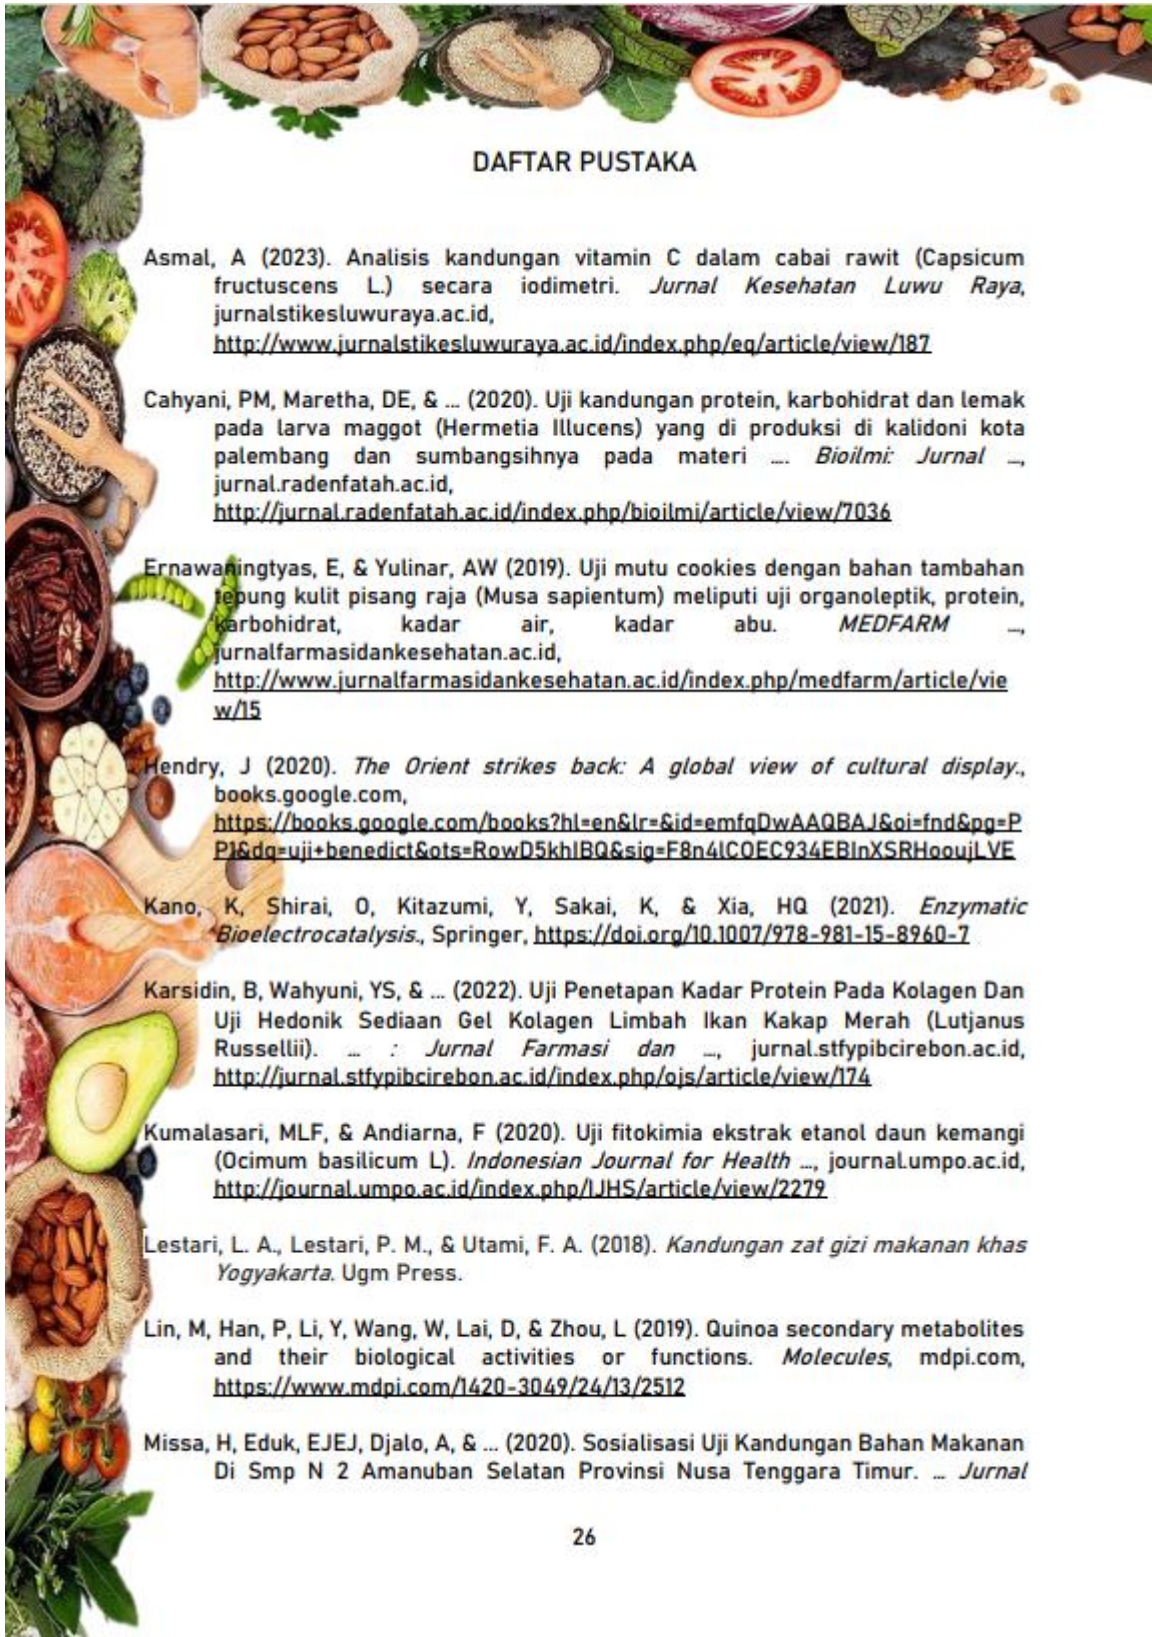 DAFTAR PUSTAKA
Asmal, A (2023). Analisis kandungan vitamin C dalam cabai rawit (Capsicum
fructuscens L.) secara iodimetri. Jurnal Kesehatan Luwu Raya,
jurnalstikesluwuraya.ac.id,
http://www.jurnalstikesluwuraya.ac.id/index.php/eq/article/view/187
Cahyani, PM, Maretha, DE, & ... (2020). Uji kandungan protein, karbohidrat dan lemak
pada larva maggot (Hermetia Illucens) yang di produksi di kalidoni kota
palembang dan sumbangsihnya pada materi .... Bioilmi: Jurnal ...,
jurnal.radenfatah.ac.id,
http://jurnal.radenfatah.ac.id/index.php/bioilmi/article/view/7036
Ernawaningtyas, E, & Yulinar, AW (2019). Uji mutu cookies dengan bahan tambahan
tepung kulit pisang raja (Musa sapientum) meliputi uji organoleptik, protein,
karbohidrat, kadar air, kadar abu. MEDFARM ...,
jurnalfarmasidankesehatan.ac.id,
http://www.jurnalfarmasidankesehatan.ac.id/index.php/medfarm/article/vie
w/15
Hendry, J (2020). The Orient strikes back: A global view of cultural display.,
books.google.com,
https://books.google.com/books?hl=en&lr=&id=emfqDwAAQBAJ&oi=fnd&pg=P
P1&dq=uji+benedict&ots=RowD5khIBQ&sig=F8n4lCOEC934EBInXSRHooujLVE
Kano, K, Shirai, O, Kitazumi, Y, Sakai, K, & Xia, HQ (2021). Enzymatic
Bioelectrocatalysis., Springer, https://doi.org/10.1007/978-981-15-8960-7
Karsidin, B, Wahyuni, YS, & ... (2022). Uji Penetapan Kadar Protein Pada Kolagen Dan
Uji Hedonik Sediaan Gel Kolagen Limbah Ikan Kakap Merah (Lutjanus
Russellii). ... : Jurnal Farmasi dan ..., jurnal.stfypibcirebon.ac.id,
http://jurnal.stfypibcirebon.ac.id/index.php/ojs/article/view/174
Kumalasari, MLF, & Andiarna, F (2020). Uji fitokimia ekstrak etanol daun kemangi
(Ocimum basilicum L). Indonesian Journal for Health ..., journal.umpo.ac.id,
http://journal.umpo.ac.id/index.php/IJHS/article/view/2279
Lestari, L. A., Lestari, P. M., & Utami, F. A. (2018). Kandungan zat gizi makanan khas
Yogyakarta. Ugm Press.
Lin, M, Han, P, Li, Y, Wang, W, Lai, D, & Zhou, L (2019). Quinoa secondary metabolites
and their biological activities or functions. Molecules, mdpi.com,
https://www.mdpi.com/1420-3049/24/13/2512
Missa, H, Eduk, EJEJ, Djalo, A, & ... (2020). Sosialisasi Uji Kandungan Bahan Makanan
Di Smp N 2 Amanuban Selatan Provinsi Nusa Tenggara Timur. ... Jurnal
26